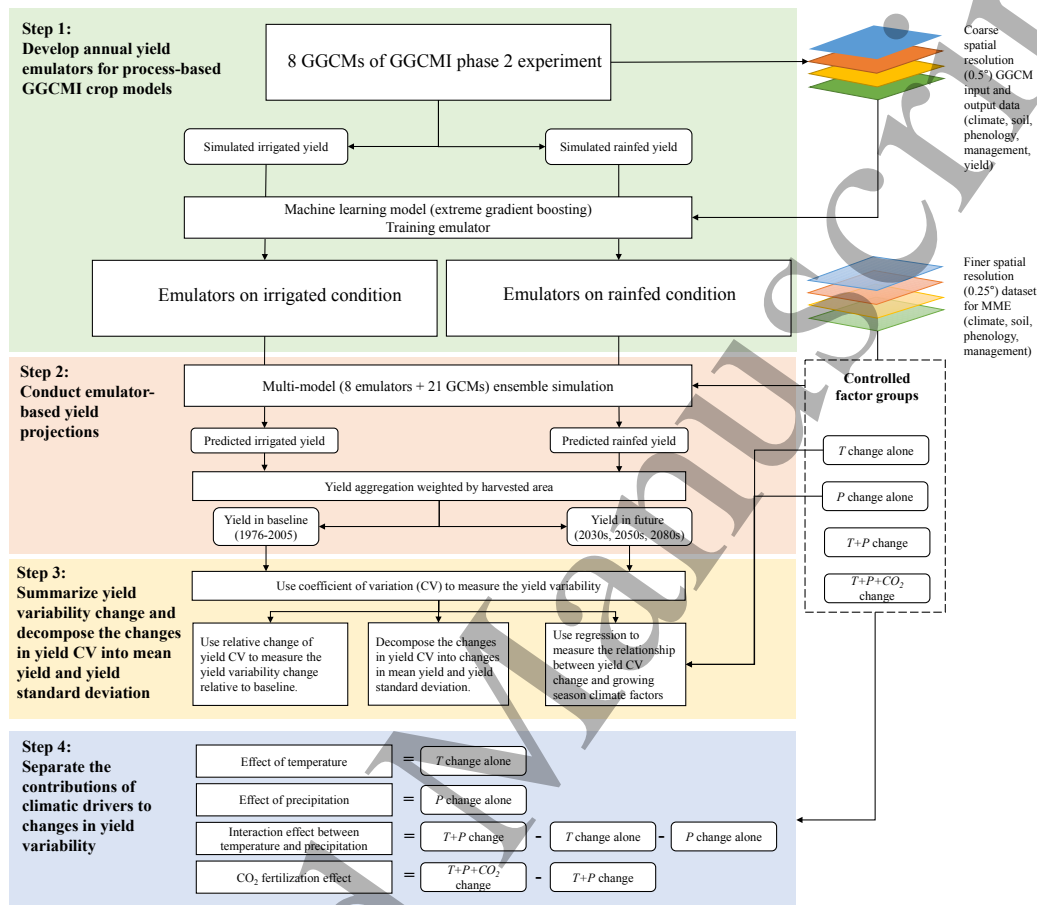 Step 1:
Develop annual yield
emulators for process-based
GGCMI crop models
8 GGCMs of GGCMI phase 2 experiment
Coarse
spatial
resolution
(0.5°) GGCM
input and
output data
(climate, soil,
phenology,
management,
yield)
Simulated irrigated yield
Simulated rainfed yield
Machine learning model (extreme gradient boosting)
Training emulator
Emulators on irrigated condition
Emulators on rainfed condition
Finer spatial
resolution
(0.25°) dataset
for MME
(climate, soil,
phenology,
management)
Step 2:
Conduct emulator-
based yield
projections
Multi-model (8 emulators + 21 GCMs) ensemble simulation
Predicted irrigated yield
Predicted rainfed yield
Yield aggregation weighted by harvested area
Yield in baseline
(1976-2005)
Yield in future
(2030s, 2050s, 2080s)
Controlled
factor groups
T change alone
P change alone
T+P change
T+P+CO2
change
Step 3:
Summarize yield
variability change and
decompose the changes
in yield CV into mean
yield and yield
standard deviation
Use coefficient of variation (CV) to measure the yield variability
Use relative change of
yield CV to measure the
yield variability change
relative to baseline.
Decompose the changes
in yield CV into changes
in mean yield and yield
standard deviation.
Use regression to
measure the relationship
between yield CV
change and growing
season climate factors
Step 4:
Separate the
contributions of
climatic drivers to
changes in yield
variability
Effect of temperature = T change alone
Effect of precipitation = P change alone
Interaction effect between
temperature and precipitation = T+P change - T change alone - P change alone
CO2 fertilization effect = T+P+CO2
change - T+P change
d Manuscri